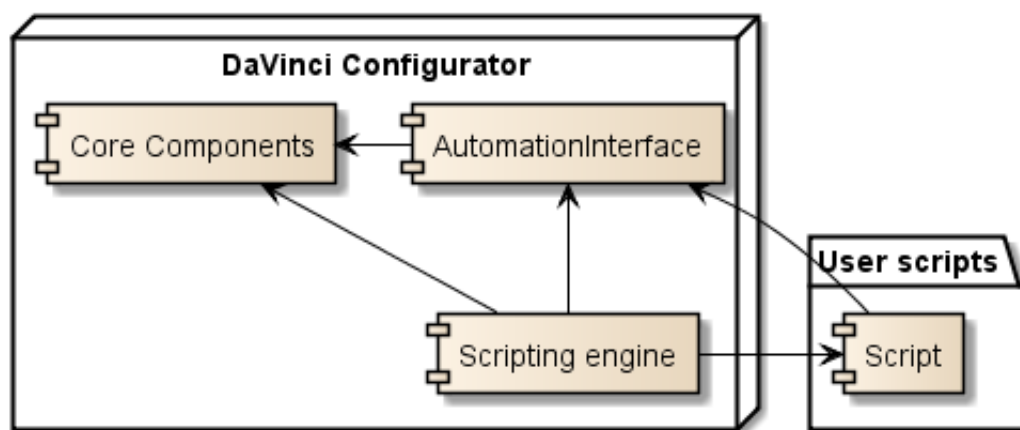 DaVinci Configurator
Core Components
AutomationInterface
User scripts
Scripting engine
Script